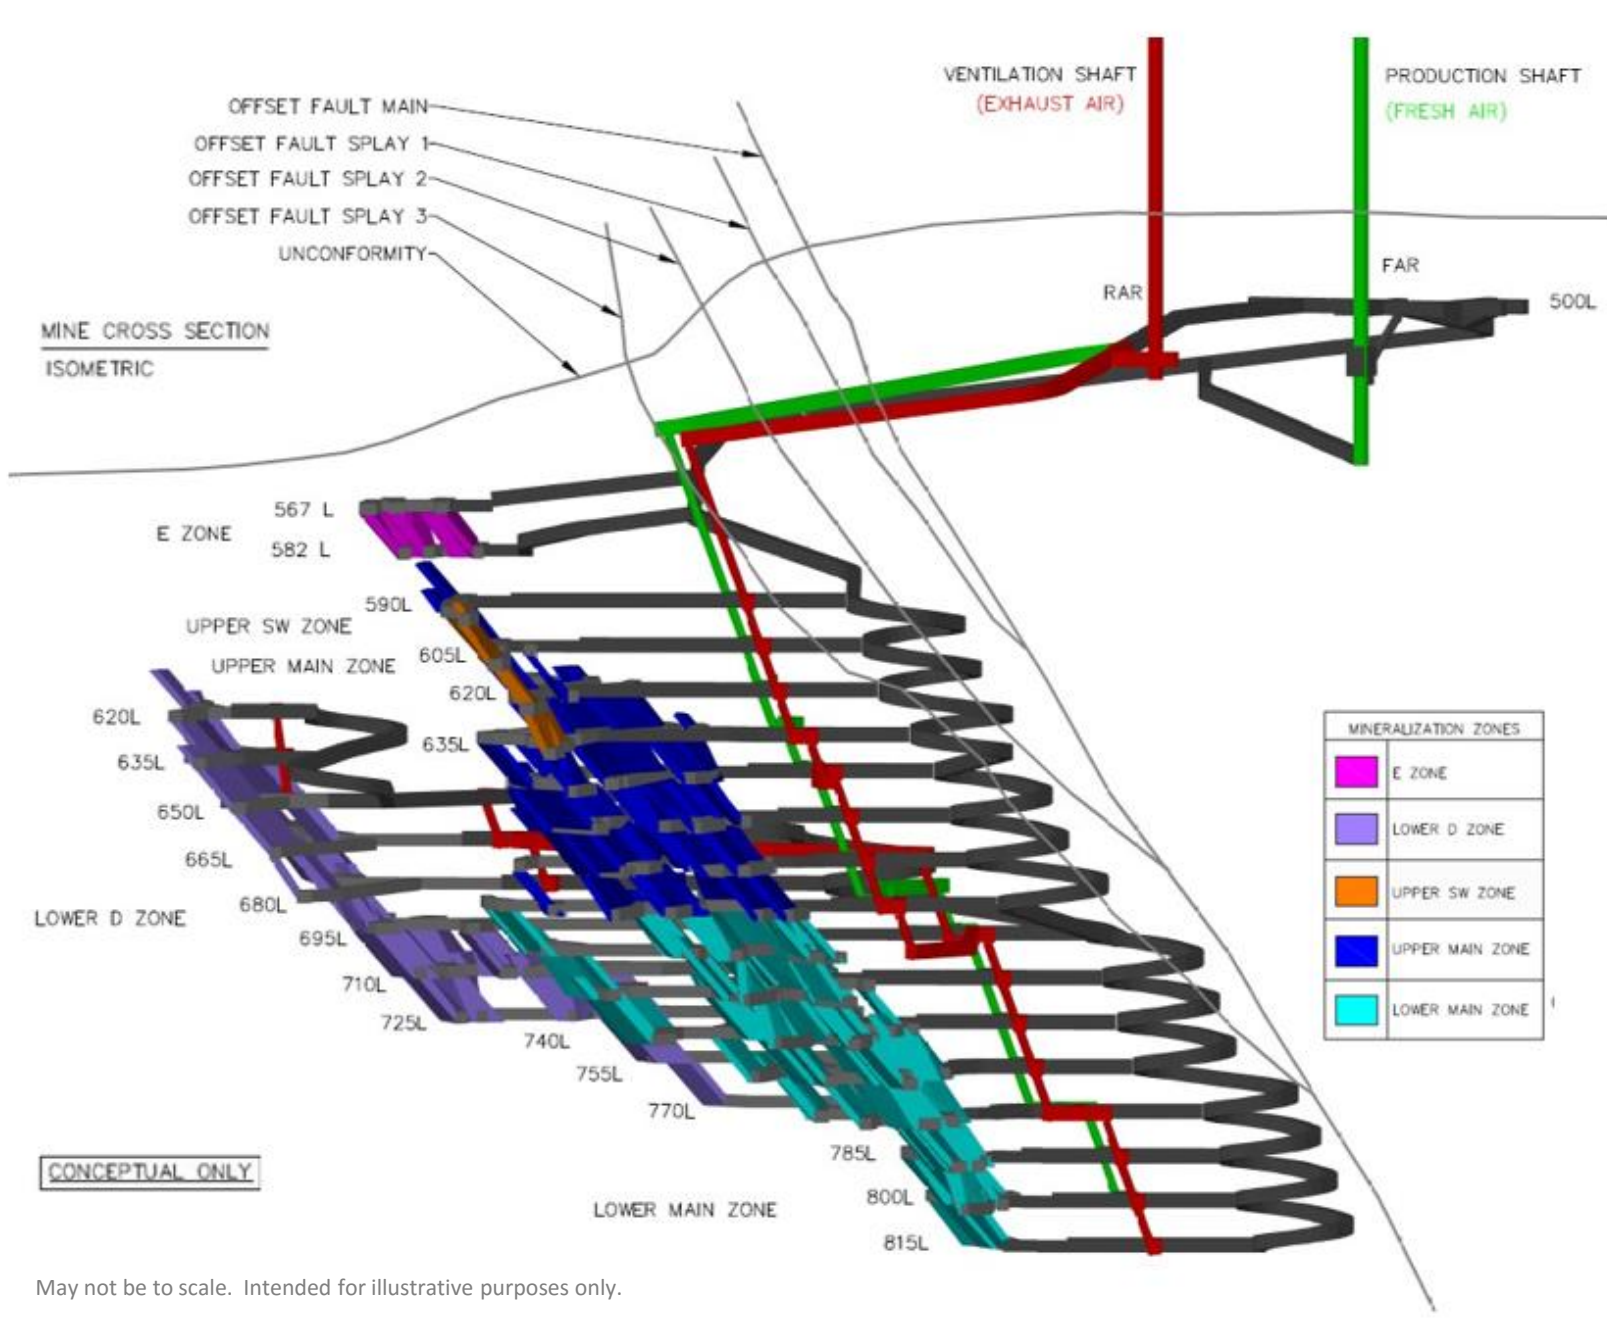 VENTILATION SHAFT
(EXHAUST AIR)
PRODUCTION SHAFT
(FRESH AIR)
OFFSET FAULT MAIN
OFFSET FAULT SPLAY 1
OFFSET FAULT SPLAY 2
OFFSET FAULT SPLAY 3
UNCONFORMITY
FAR
RAR
500L
MINE CROSS SECTION
ISOMETRIC
567 L
E ZONE
582 L
590L
UPPER SW ZONE
605L
UPPER MAIN ZONE
620L
620L
635L
635L
650L
665L
680L
LOWER D ZONE
695L
710L
725L
740L
755L
770L
785L
800L
815L
LOWER MAIN ZONE
MINERALIZATION ZONES
E ZONE
LOWER D ZONE
UPPER SW ZONE
UPPER MAIN ZONE
LOWER MAIN ZONE
CONCEPTUAL ONLY
May not be to scale. Intended for illustrative purposes only.